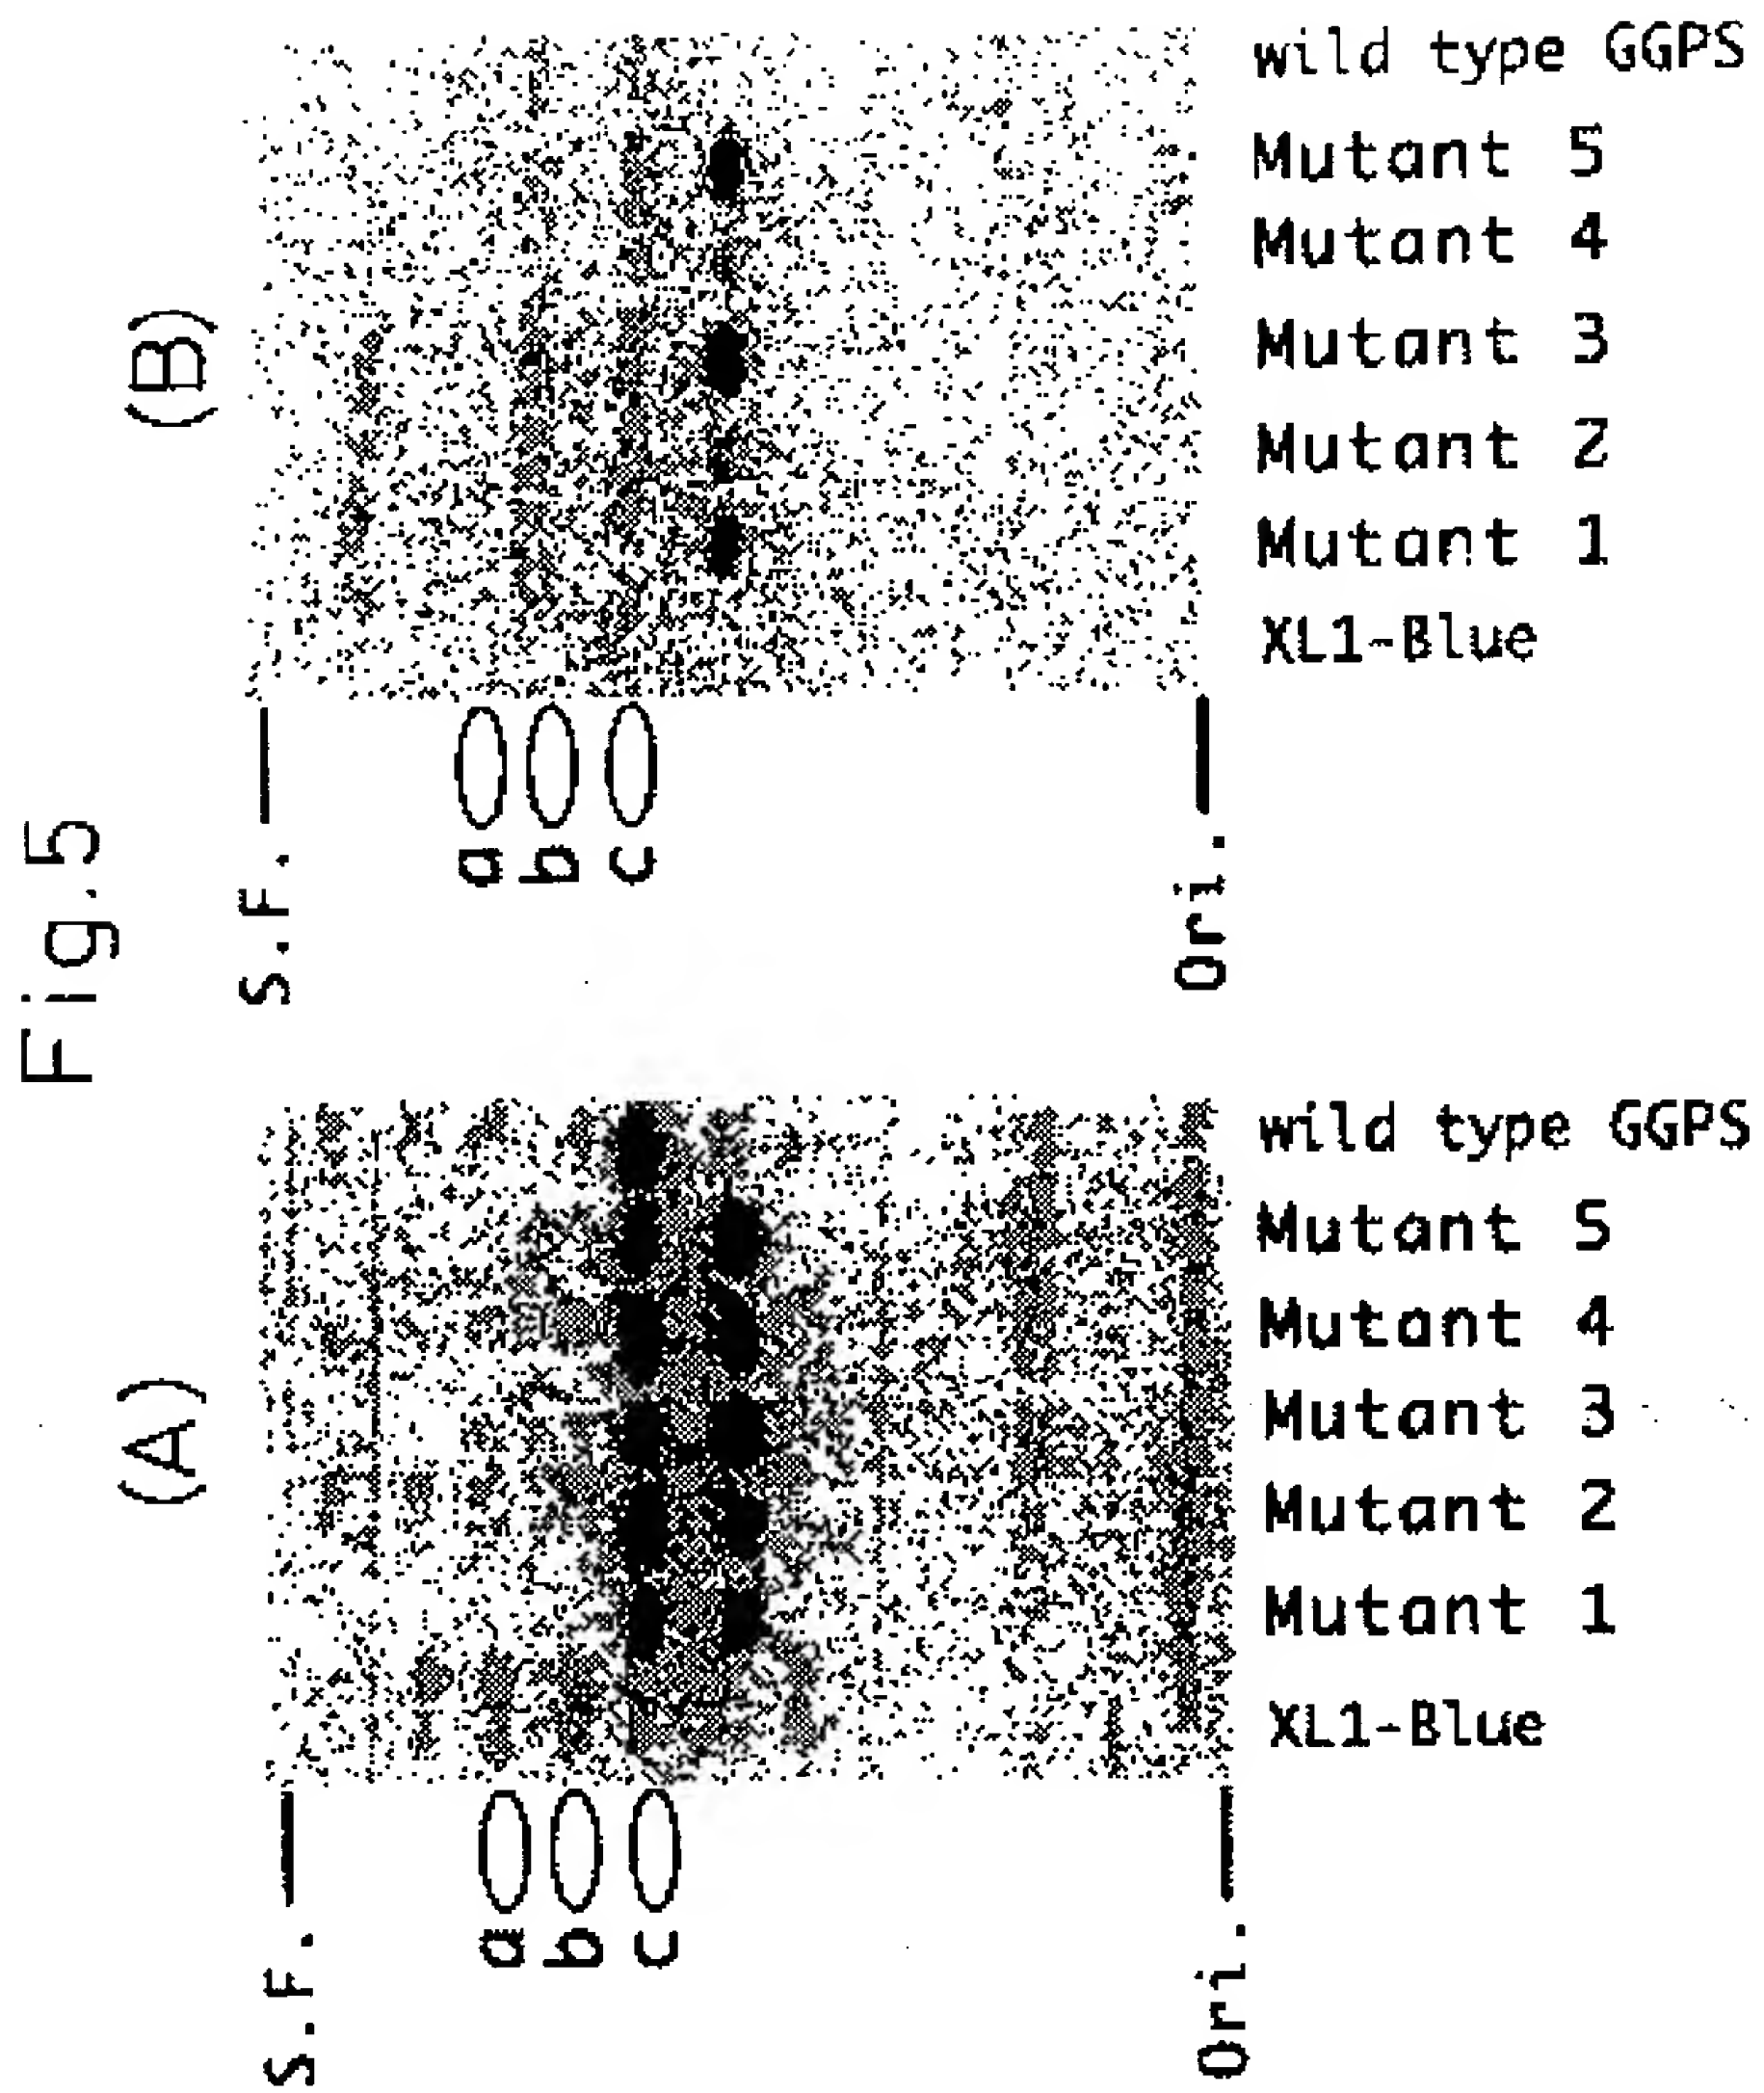 Fig.5
(A)
S.F.
a
b
c
Ori.
XL1-Blue
Mutant 1
Mutant 2
Mutant 3
Mutant 4
Mutant 5
wild type GGPS
(B)
S.F.
a
b
c
Ori.
XL1-Blue
Mutant 1
Mutant 2
Mutant 3
Mutant 4
Mutant 5
wild type GGPS